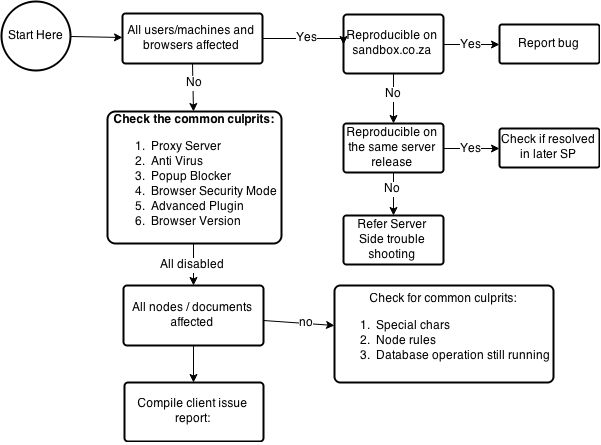 Start Here
All users/machines and
browsers affected
Yes
Reproducible on
sandbox.co.za
Yes
Report bug
No
No
Check the common culprits:
1. Proxy Server
2. Anti Virus
3. Popup Blocker
4. Browser Security Mode
5. Advanced Plugin
6. Browser Version
Reproducible on
the same server
release
Yes
Check if resolved
in later SP
No
Refer Server
Side trouble
shooting
All disabled
All nodes / documents
affected
no
Check for common culprits:
1. Special chars
2. Node rules
3. Database operation still running
Compile client issue
report: